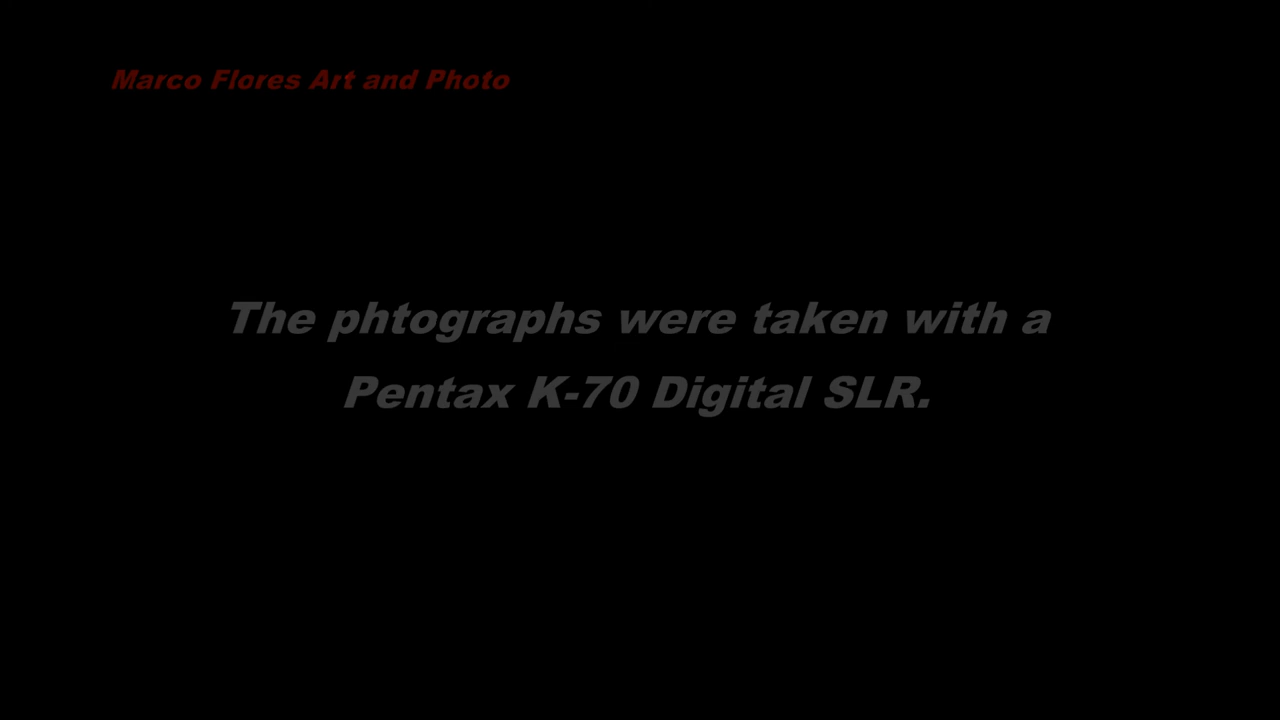 Marco Flores Art and Photo
The phtographs were taken with a
Pentax K-70 Digital SLR.